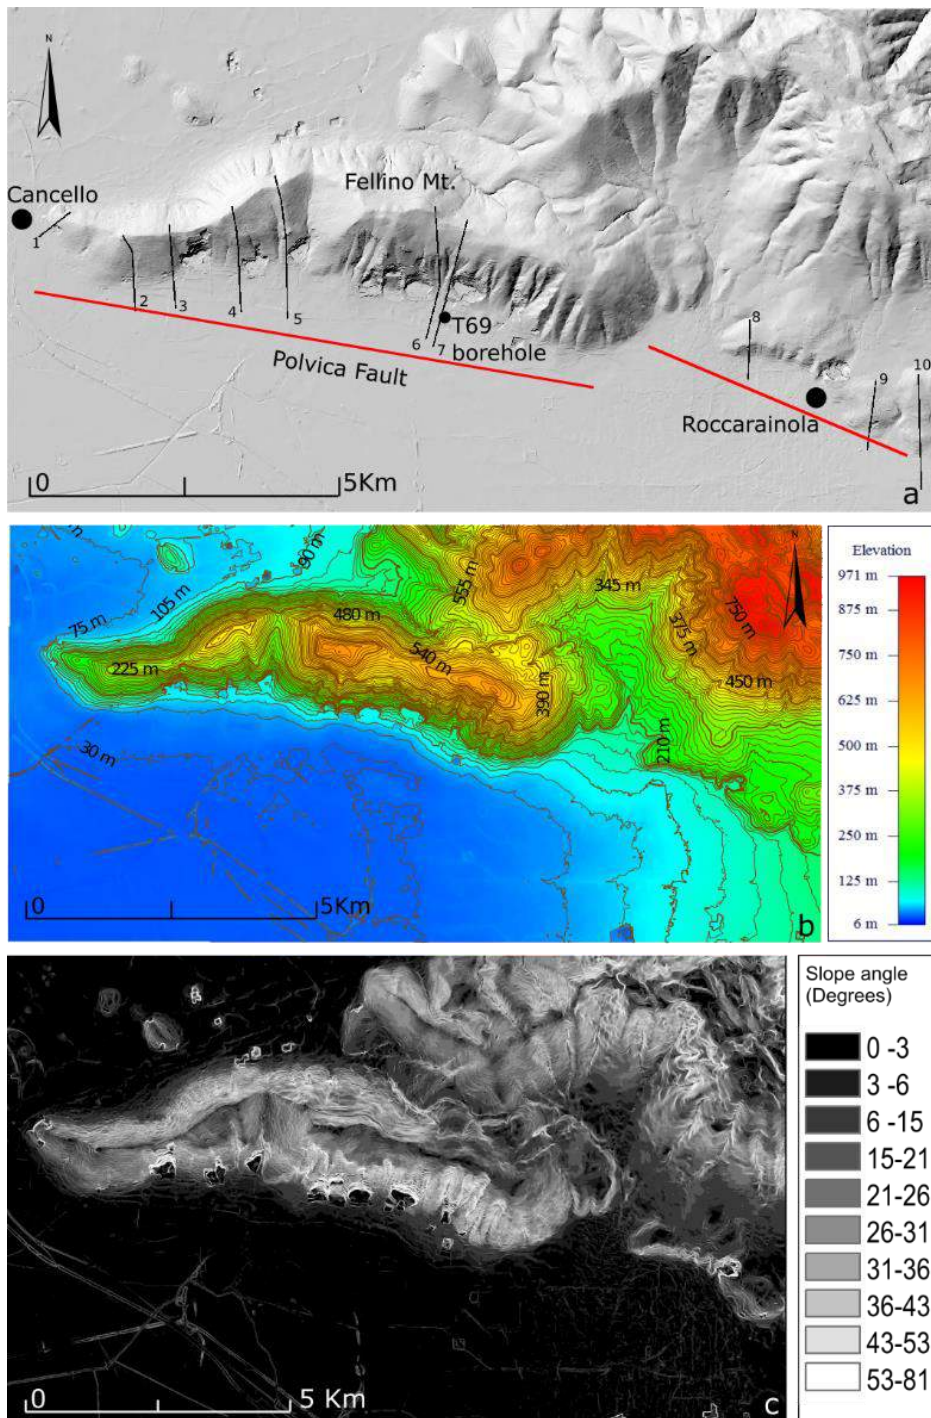 N
Cancello
Fellino Mt.
1
2
3
4
5
6
7
T69
borehole
8
9
10
Polvica Fault
Roccarainola
0
5Km
a
75 m
105 m
90 m
555 m
345 m
480 m
375 m
750 m
540 m
225 m
390 m
450 m
210 m
30 m
N
0
5Km
b
Elevation
971 m
875 m
750 m
625 m
500 m
375 m
250 m
125 m
6 m
Slope angle
(Degrees)
0 -3
3 -6
6 -15
15-21
21-26
26-31
31-36
36-43
43-53
53-81
0
5 Km
c